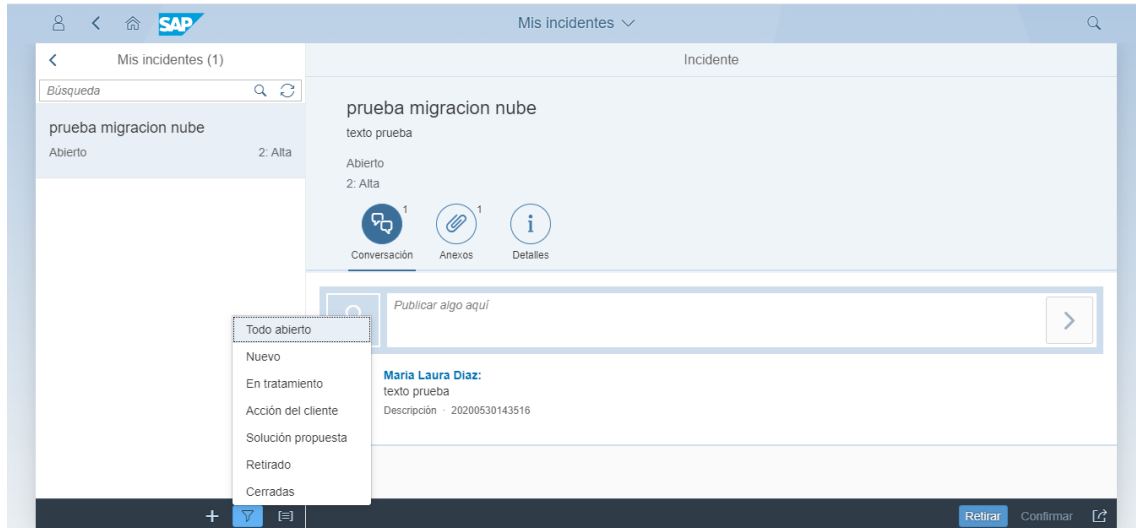 SAP
Mis incidentes
Mis incidentes (1)
Incidente
Búsqueda
prueba migracion nube
Abierto
2: Alta
prueba migracion nube
texto prueba
Abierto
2: Alta
1
1
i
Conversación
Anexos
Detalles
Publicar algo aquí
Maria Laura Diaz:
texto prueba
Descripción · 20200530143516
Todo abierto
Nuevo
En tratamiento
Acción del cliente
Solución propuesta
Retirado
Cerradas
Retirar
Confirmar